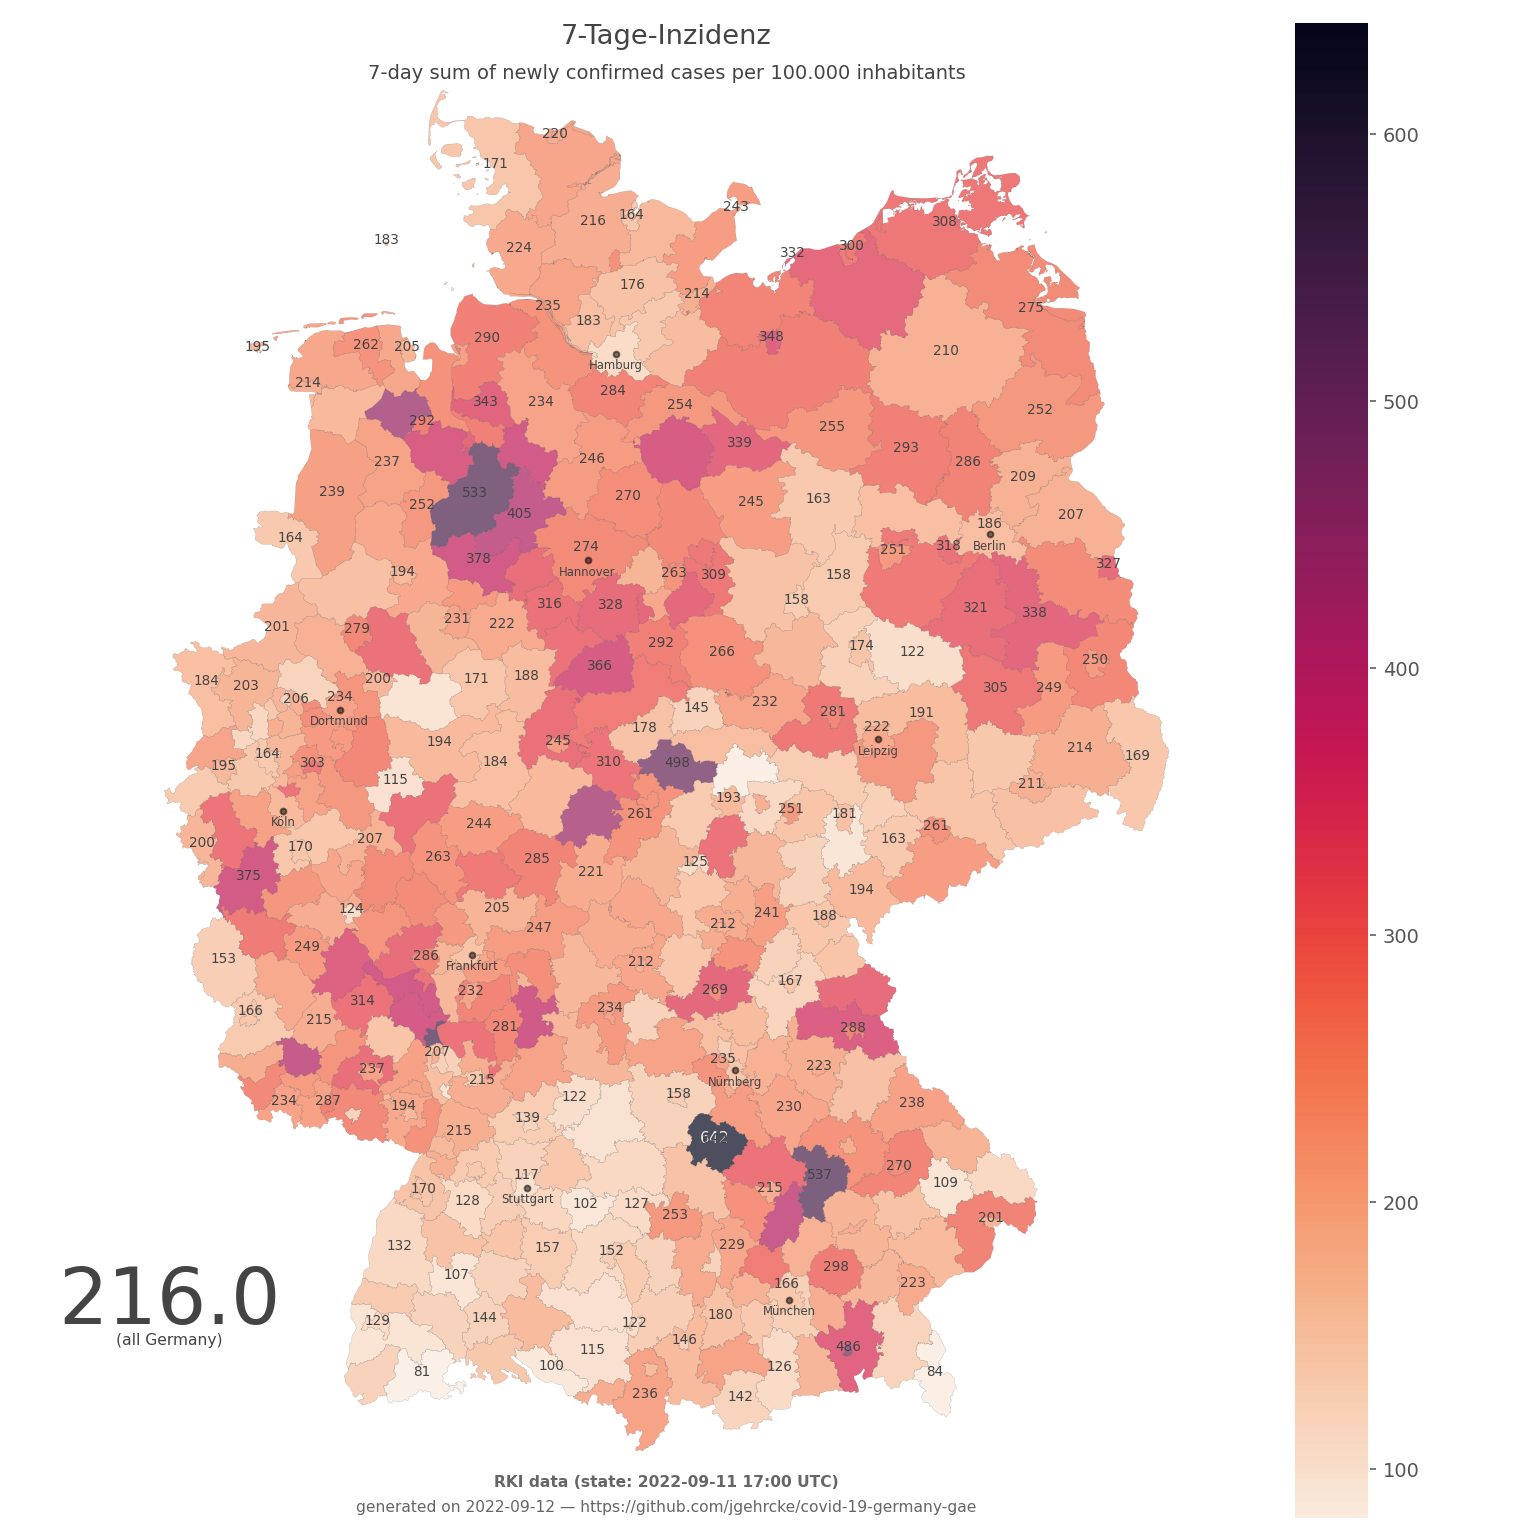 7-Tage-Inzidenz
7-day sum of newly confirmed cases per 100.000 inhabitants
220
171
243
216 164
308
183
224
332 300
176
214
235
275
183
290
348
195 262 205
210
Hamburg
214
284
343 234 254
252
292
255
339
293
237 246 286
209
239 533 270
252 245 163
405 207
186
164 274 318 Berlin
251
378 Hannover 327
194 263 309 158
158
316 328 321
338
231 222
201 279
292 174
266 122
366 250
200 171 188
184 203 305 249
206 234 145 232
Dortmund 281 191
178 222
194 245 214
164 Leipzig 169
195 303 184 310 498
115 211
193
251 181
Köln 244 261
261
200 170 207 163
263 285 125
375 221
194
124 205
212 241 188
247
249 286
153 Frankfurt 212
167
232 269
314
166 234
215 281 288
207 235
237 223
215 Nürnberg
158
234 287 194 122 230 238
139
215
642
270
117 537
170 215 109
128 Stuttgart 102 127
253 201
132 157 152 229
107 298
166 223
216.0
(all Germany)
129 144 180 München
122
146 486
81 100 115 126 84
236 142
600
500
400
300
200
100
RKI data (state: 2022-09-11 17:00 UTC)
generated on 2022-09-12 — https://github.com/jgehrcke/covid-19-germany-gae